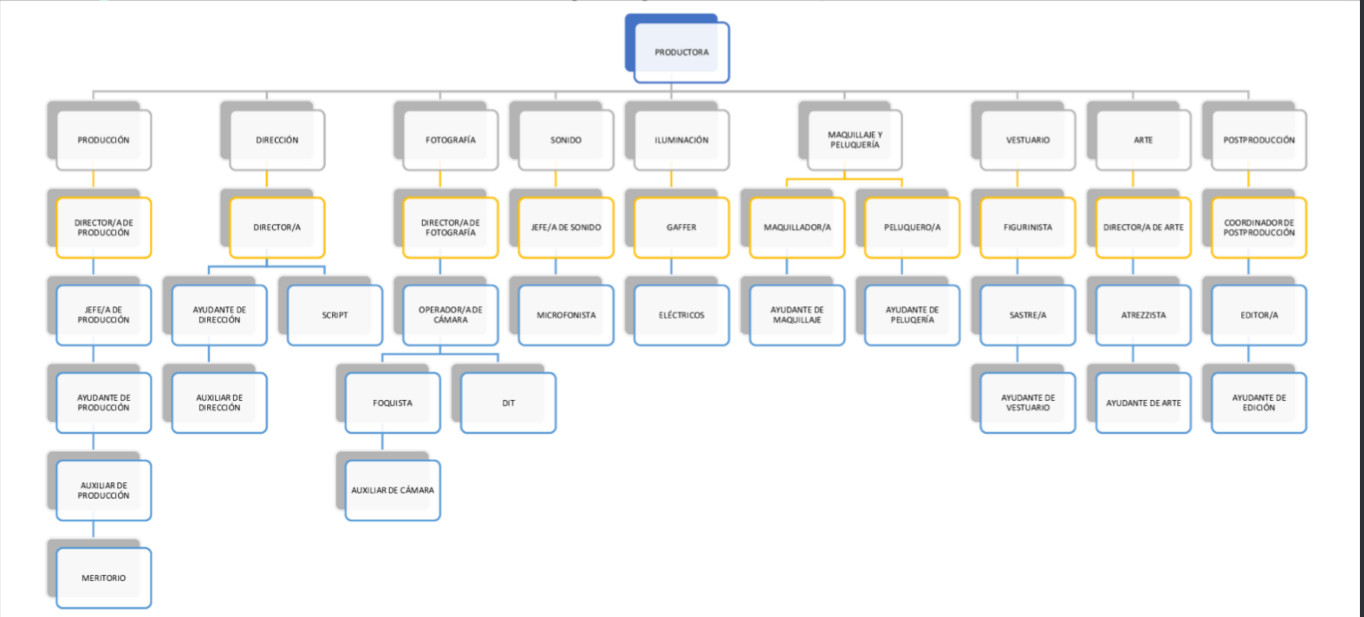 PRODUCTORA
PRODUCCIÓN
DIRECCIÓN
FOTOGRAFÍA
SONIDO
ILUMINACIÓN
MAQUILLAJE Y
PELUQUERÍA
VESTUARIO
ARTE
POSTPRODUCCIÓN
DIRECTOR/A DE
PRODUCCIÓN
DIRECTOR/A
DIRECTOR/A DE
FOTOGRAFÍA
JEFE/A DE SONIDO
GAFFER
MAQUILLADOR/A
PELUQUERO/A
FIGURINISTA
DIRECTOR/A DE ARTE
COORDINADOR DE
POSTPRODUCCIÓN
JEFE/A DE
PRODUCCIÓN
AYUDANTE DE
DIRECCIÓN
SCRIPT
OPERADOR/A DE
CÁMARA
MICROFONISTA
ELÉCTRICOS
AYUDANTE DE
MAQUILLAJE
AYUDANTE DE
PELUQERÍA
SASTRE/A
ATREZZISTA
EDITOR/A
AYUDANTE DE
PRODUCCIÓN
AUXILIAR DE
DIRECCIÓN
FOQUISTA
DIT
AYUDANTE DE
VESTUARIO
AYUDANTE DE ARTE
AYUDANTE DE
EDICIÓN
AUXILIAR DE
PRODUCCIÓN
AUXILIAR DE CÁMARA
MERITORIO